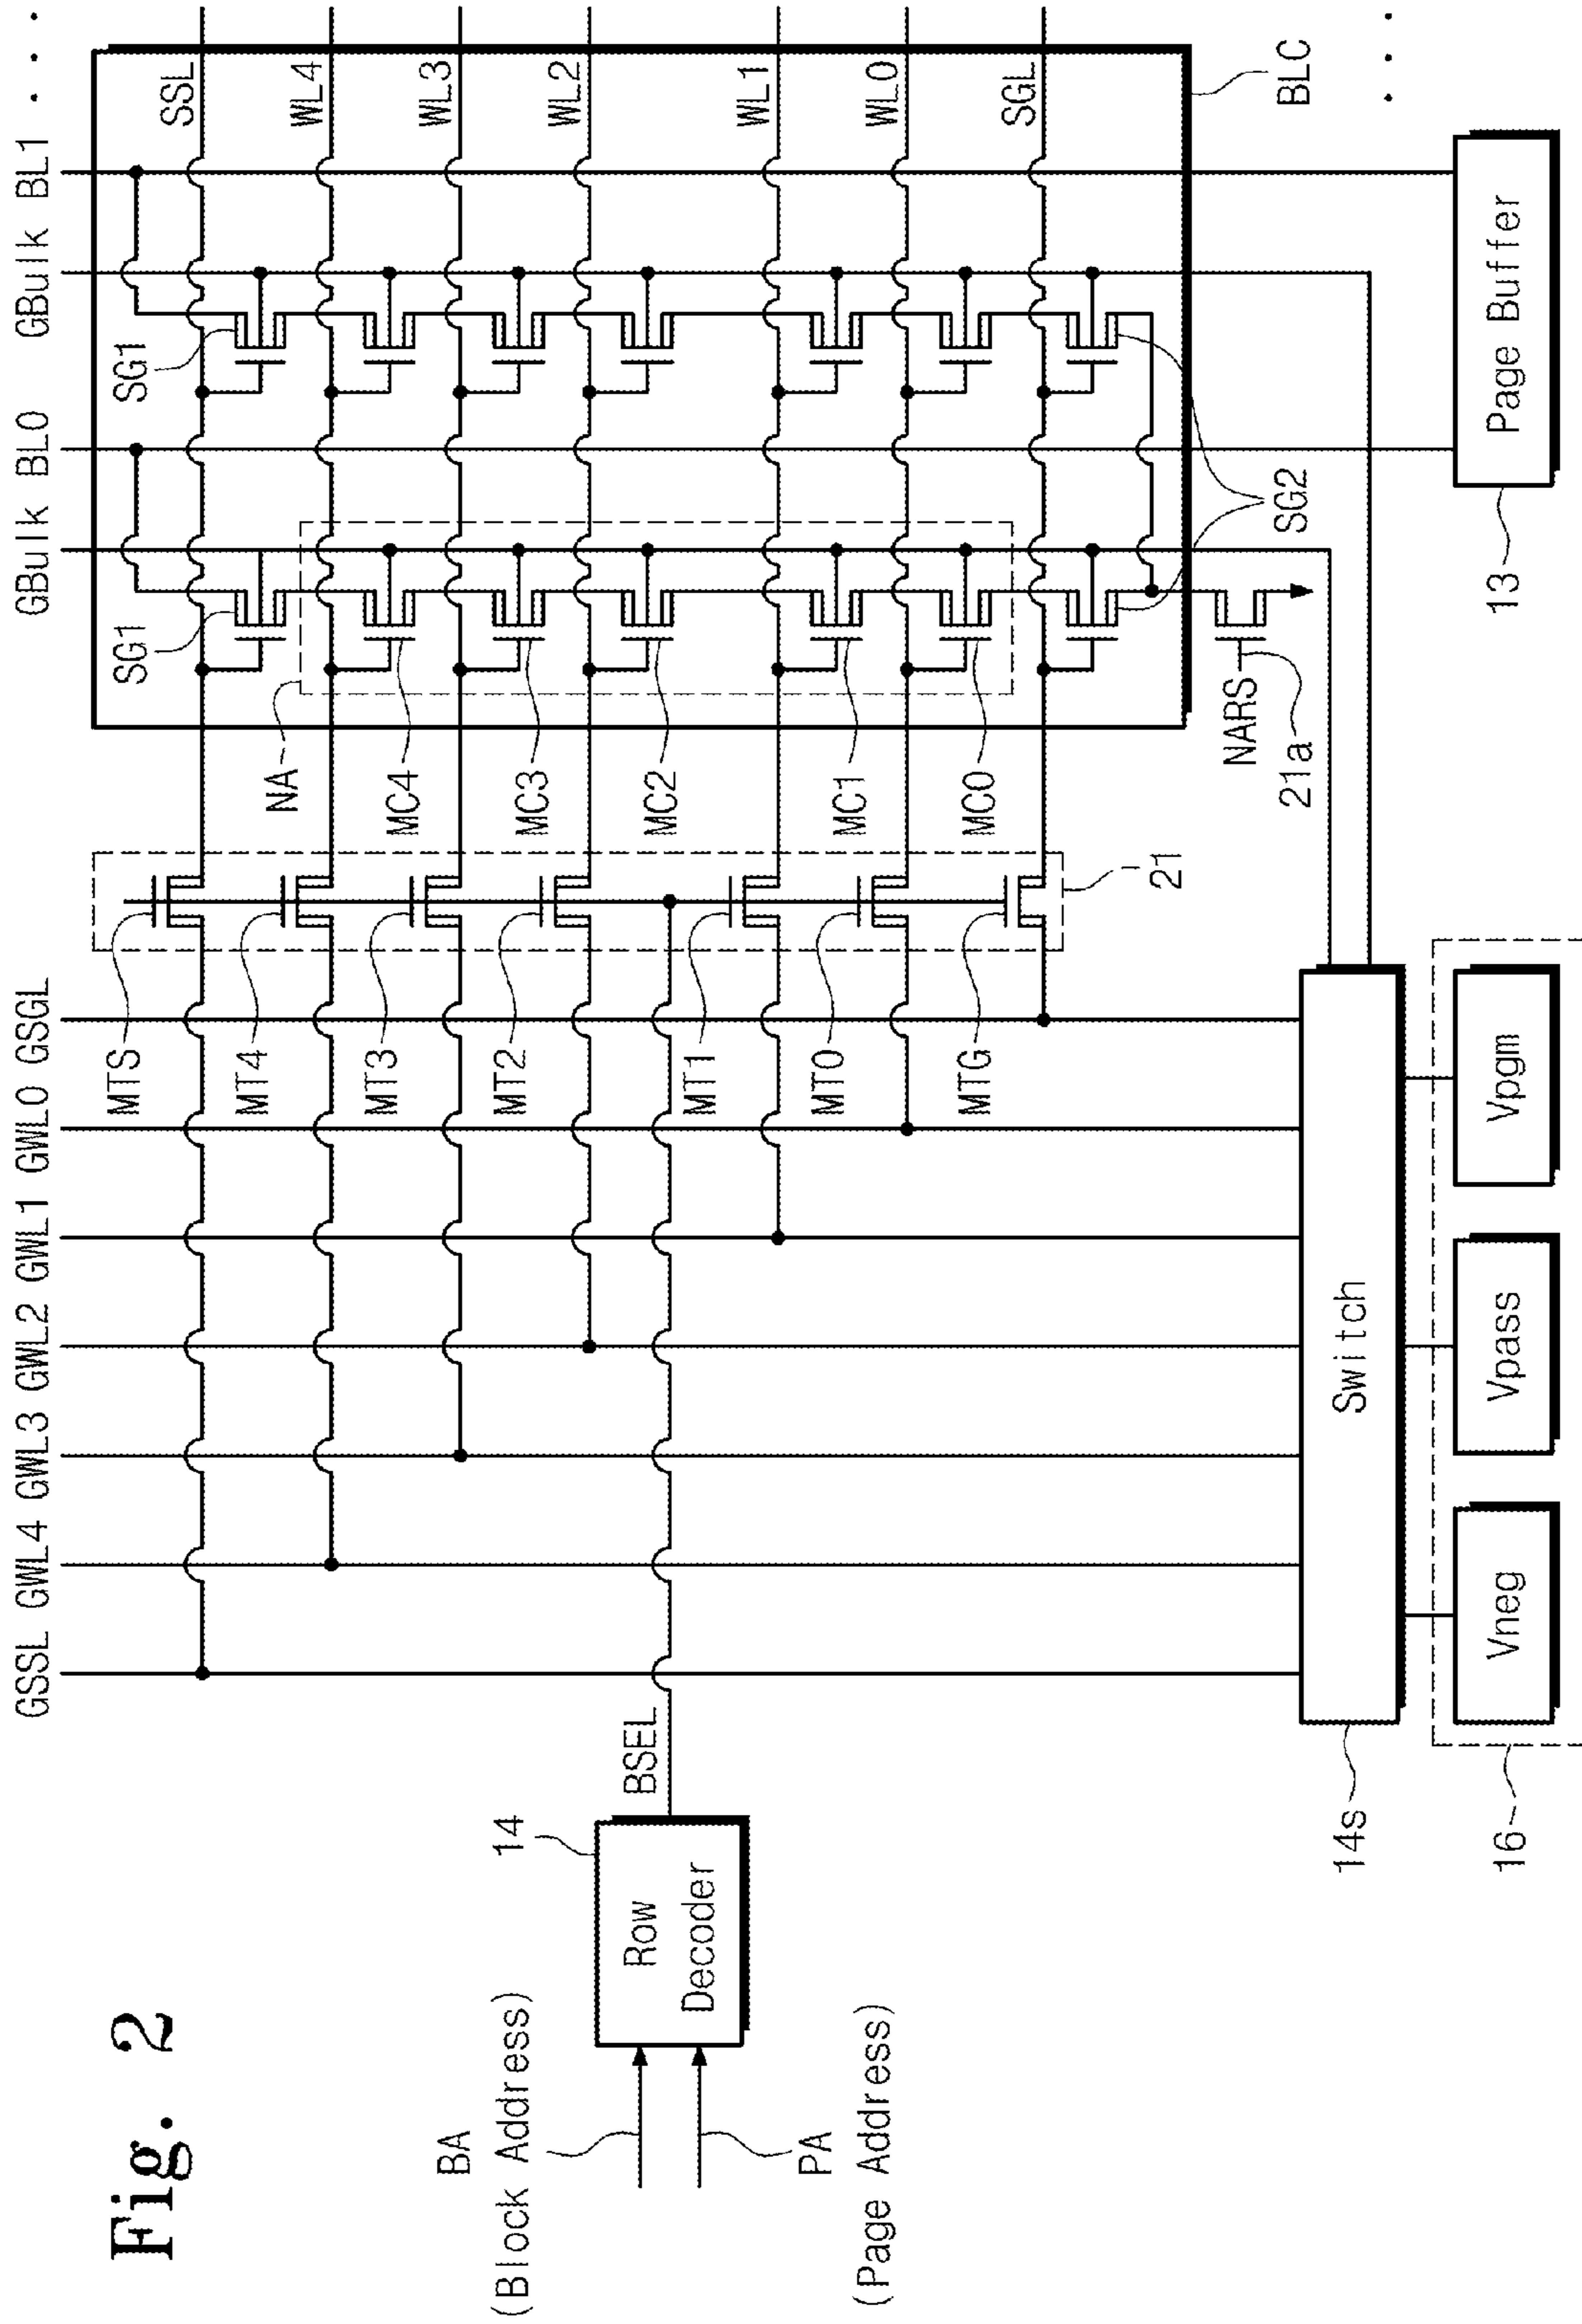 Fig. 2
GSSL GWL4 GWL3 GWL2 GWL1 GWL0 GSGL
GBulk BL0 GBulk BL1 . . .
MTS
SG1
SG1
SSL
MT4
NA
WL4
MT3
MC4
WL3
BA
(Block Address)
14
MT2
MC3
WL2
Row
Decoder
BSEL
MC2
MT1
WL1
PA
(Page Address)
MT0
MC1
WL0
MTG
MC0
SGL
21
NARS
21a
SG2
BLC
14s
Switch
. . .
16
Vneg
Vpass
Vpgm
13
Page Buffer